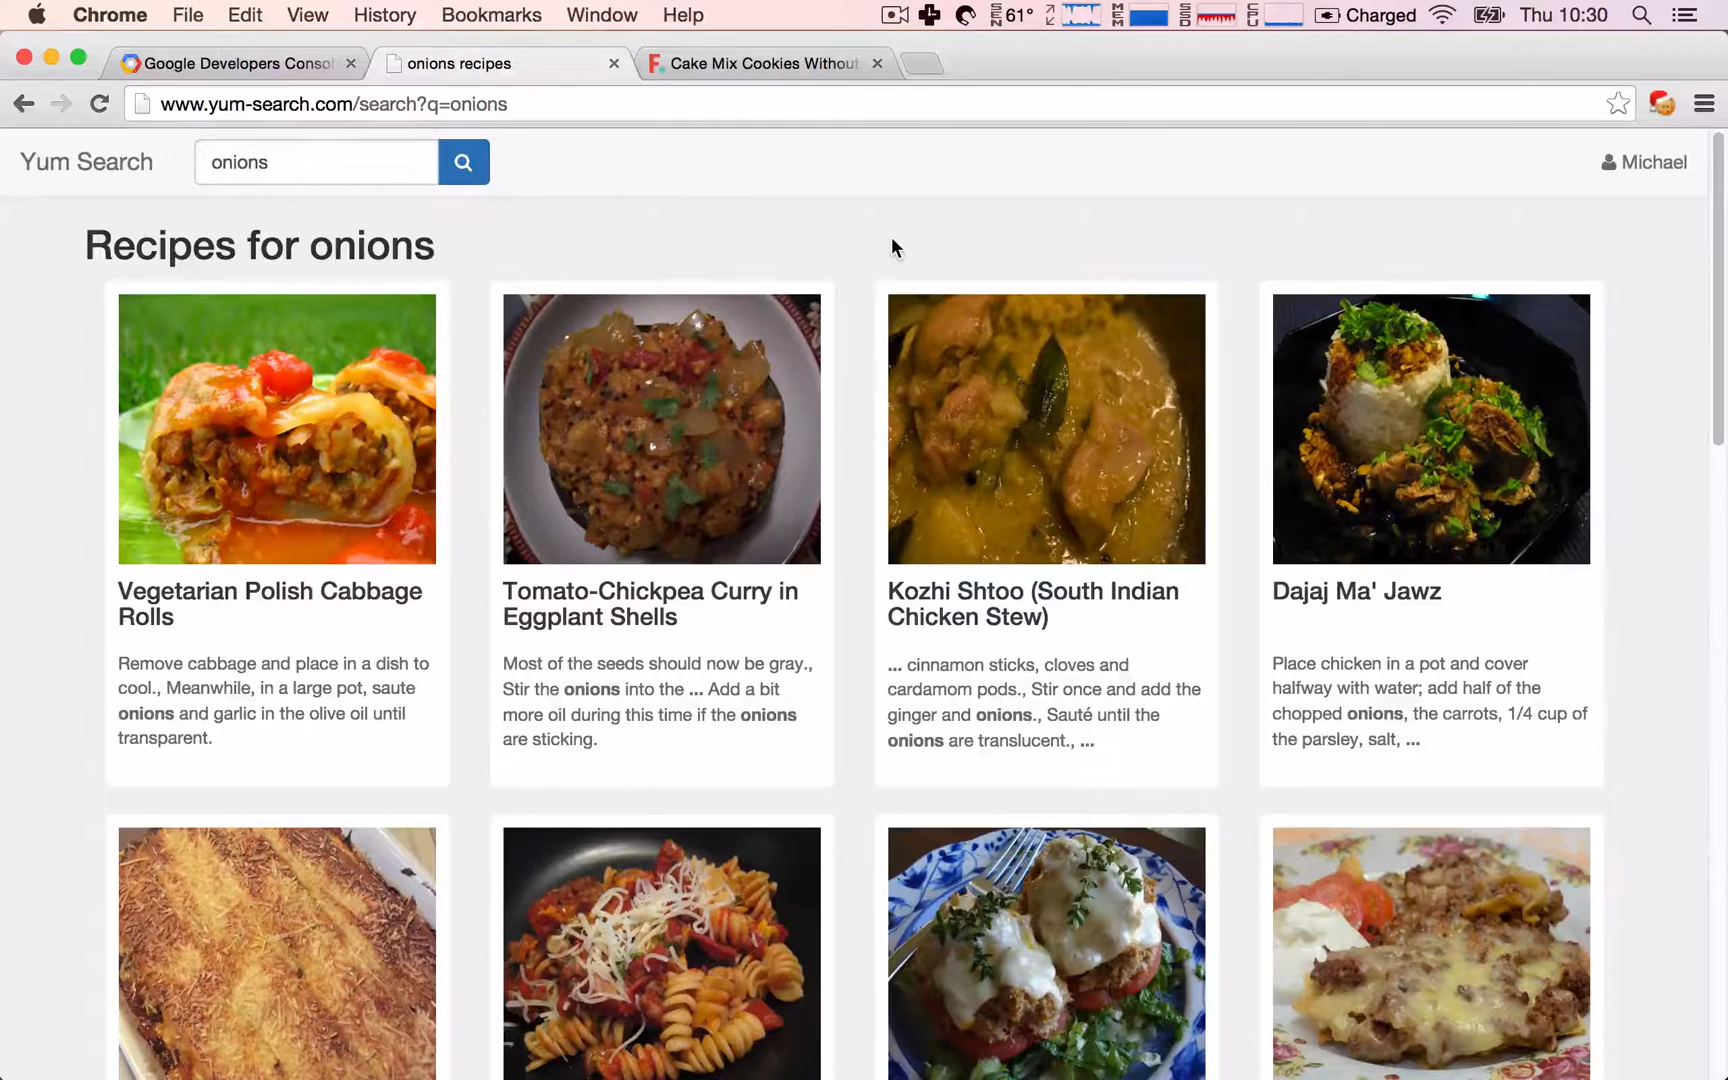 Chrome File Edit View History Bookmarks Window Help 61° Charged Thu 10:30
Google Developers Consol
onions recipes
Cake Mix Cookies Without
www.yum-search.com/search?q=onions
Yum Search
onions
Michael
Recipes for onions
Vegetarian Polish Cabbage
Rolls
Remove cabbage and place in a dish to
cool., Meanwhile, in a large pot, saute
onions and garlic in the olive oil until
transparent.
Tomato-Chickpea Curry in
Eggplant Shells
Most of the seeds should now be gray.,
Stir the onions into the ... Add a bit
more oil during this time if the onions
are sticking.
Kozhi Shtoo (South Indian
Chicken Stew)
... cinnamon sticks, cloves and
cardamom pods., Stir once and add the
ginger and onions., Sauté until the
onions are translucent., ...
Dajaj Ma' Jawz
Place chicken in a pot and cover
halfway with water; add half of the
chopped onions, the carrots, 1/4 cup of
the parsley, salt, ...